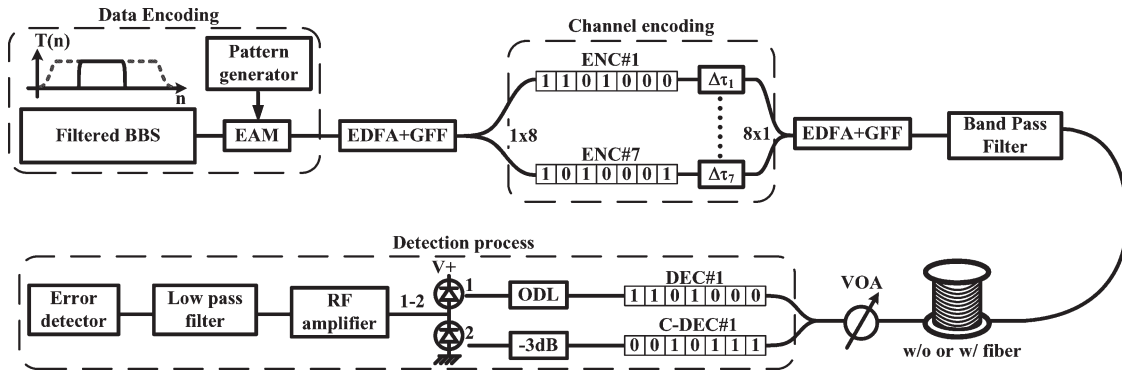 Data Encoding
T(n)
n
Pattern
generator
Filtered BBS
EAM
EDFA+GFF
Channel encoding
1x8
ENC#1
1 1 0 1 0 0 0
Δτ1
ENC#7
1 0 1 0 0 0 1
Δτ7
8x1
EDFA+GFF
Band Pass
Filter
Detection process
Error
detector
Low pass
filter
RF
amplifier
1-2
V+
1
2
ODL
-3dB
DEC#1
1 1 0 1 0 0 0
C-DEC#1
0 0 1 0 1 1 1
VOA
w/o or w/ fiber